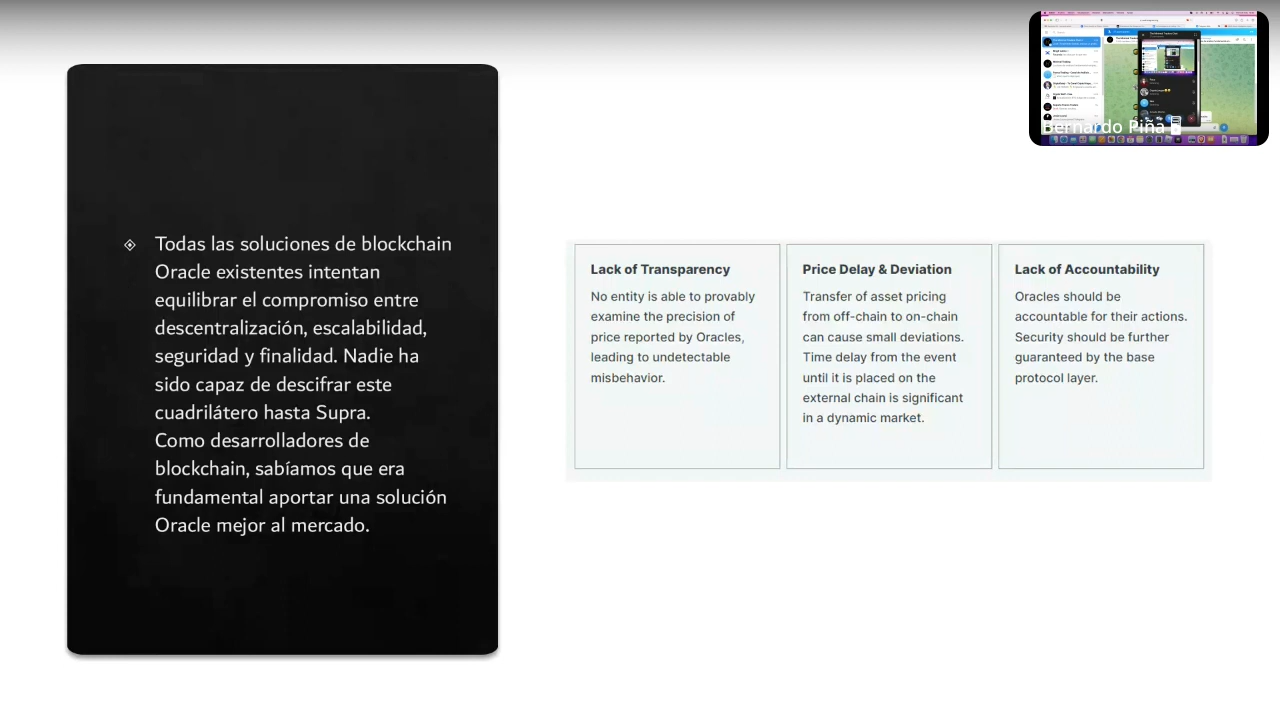 Todas las soluciones de blockchain
Oracle existentes intentan
equilibrar el compromiso entre
descentralización, escalabilidad,
seguridad y finalidad. Nadie ha
sido capaz de descifrar este
cuadrilátero hasta Supra.
Como desarrolladores de
blockchain, sabíamos que era
fundamental aportar una solución
Oracle mejor al mercado.
Lack of Transparency
No entity is able to provably
examine the precision of
price reported by Oracles,
leading to undetectable
misbehavior.
Price Delay & Deviation
Transfer of asset pricing
from off-chain to on-chain
can cause small deviations.
Time delay from the event
until it is placed on the
external chain is significant
in a dynamic market.
Lack of Accountability
Oracles should be
accountable for their actions.
Security should be further
guaranteed by the base
protocol layer.
Bernardo Piña